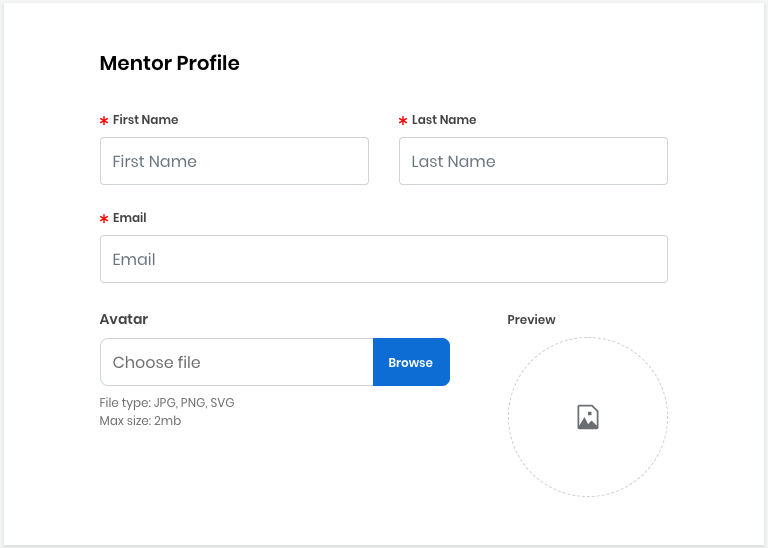 Mentor Profile
* First Name
* Last Name
First Name
Last Name
* Email
Email
Avatar
Preview
Choose file
Browse
File type: JPG, PNG, SVG
Max size: 2mb